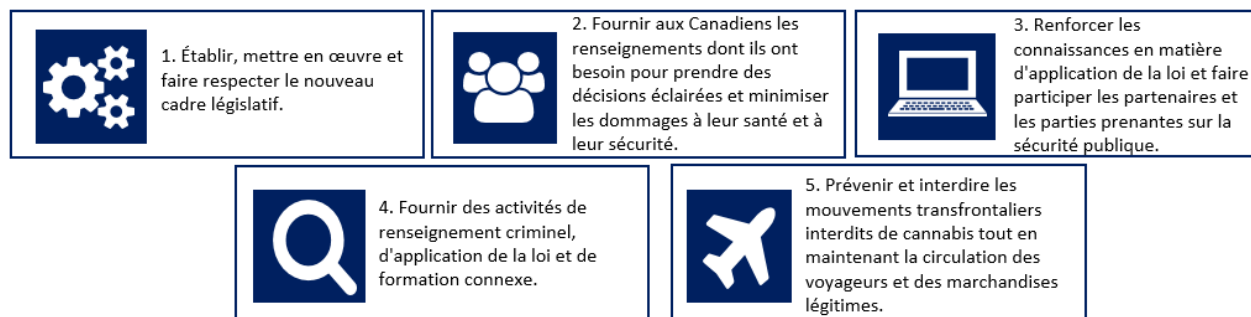 1. Établir, mettre en œuvre et
faire respecter le nouveau
cadre législatif.
2. Fournir aux Canadiens les
renseignements dont ils ont
besoin pour prendre des
décisions éclairées et minimiser
les dommages à leur santé et à
leur sécurité.
3. Renforcer les
connaissances en matière
d'application de la loi et faire
participer les partenaires et
les parties prenantes sur la
sécurité publique.
4. Fournir des activités de
renseignement criminel,
d'application de la loi et de
formation connexe.
5. Prévenir et interdire les
mouvements transfrontaliers
interdits de cannabis tout en
maintenant la circulation des
voyageurs et des marchandises
légitimes.